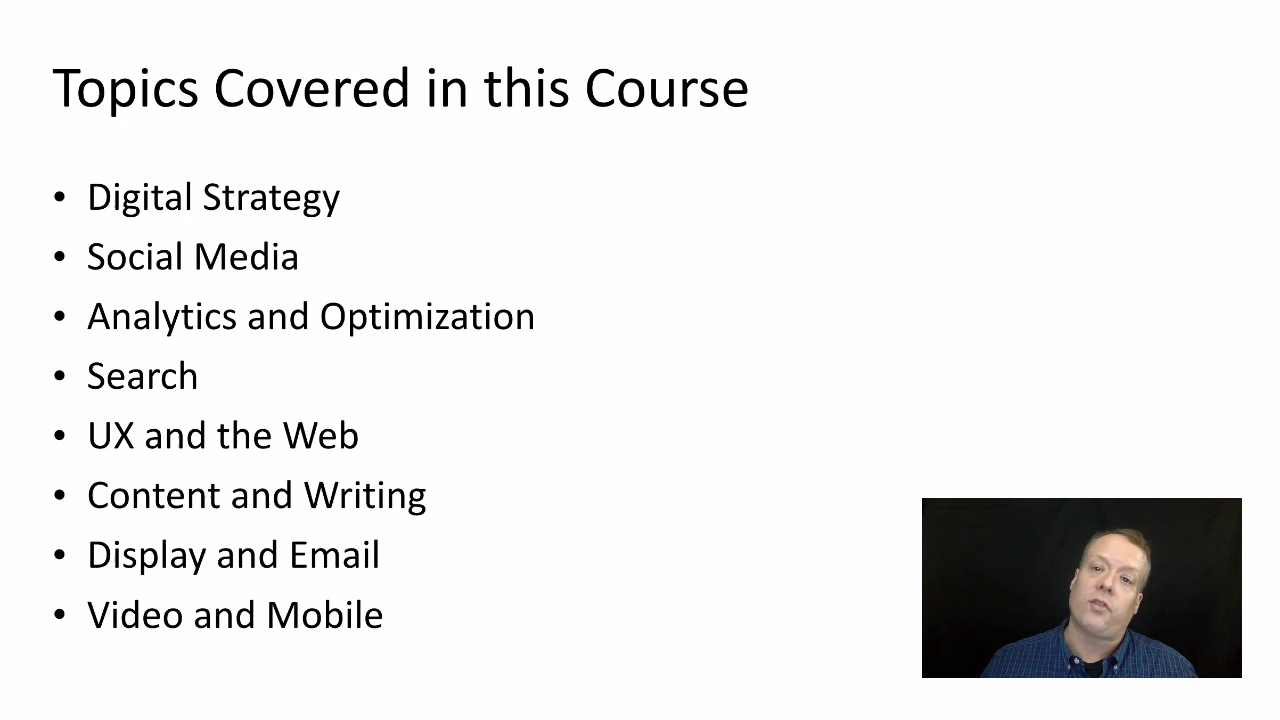 Topics Covered in this Course
• Digital Strategy
• Social Media
• Analytics and Optimization
• Search
• UX and the Web
• Content and Writing
• Display and Email
• Video and Mobile